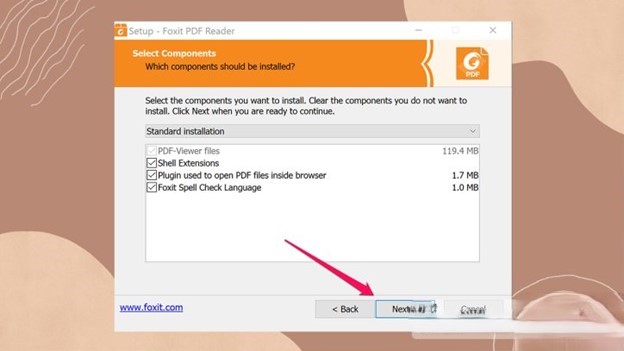 Setup - Foxit PDF Reader
Select Components
Which components should be installed?
PDF
Select the components you want to install. Clear the components you do not want to
install. Click Next when you are ready to continue.
Standard installation
PDF-Viewer files 119.4 MB
Shell Extensions
Plugin used to open PDF files inside browser 1.7 MB
Foxit Spell Check Language 1.0 MB
www.foxit.com
< Back Next Cancel